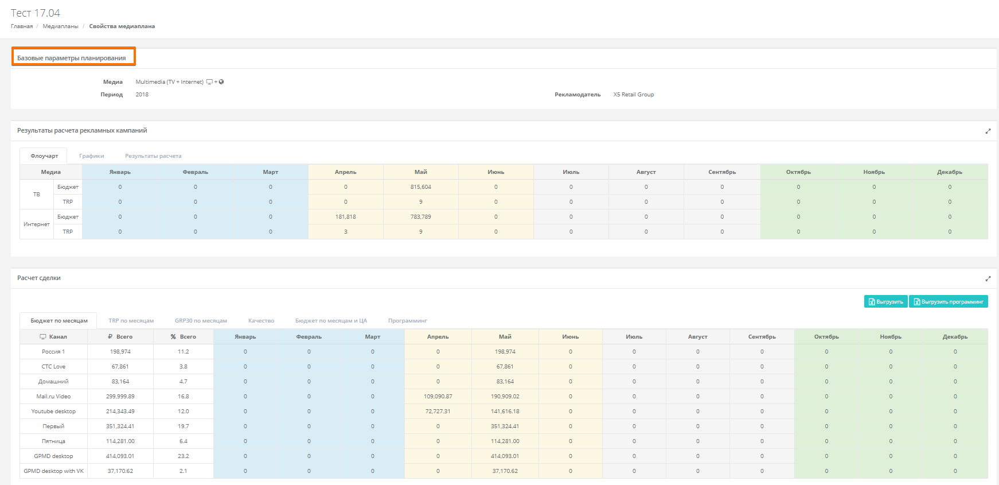 Тест 17.04
Главная / Медиапланы / Свойства медиаплана
Базовые параметры планирования
Медиа Multimedia (TV + Internet) +
Период 2018 Рекламодатель X5 Retail Group
Результаты расчета рекламных кампаний
Флоучарт Графики Результаты расчета
Медиа Январь Февраль Март Апрель Май Июнь Июль Август Сентябрь Октябрь Ноябрь Декабрь
ТВ Бюджет 0 0 0 0 815,604 0 0 0 0 0 0 0
TRP 0 0 0 0 9 0 0 0 0 0 0 0
Интернет Бюджет 0 0 0 181,818 783,789 0 0 0 0 0 0 0
TRP 0 0 0 3 9 0 0 0 0 0 0 0
Расчет сделки
Выгрузить Выгрузить программинг
Бюджет по месяцам TRP по месяцам GRP30 по месяцам Качество Бюджет по месяцам и ЦА Программинг
Канал ₽ Всего % Всего Январь Февраль Март Апрель Май Июнь Июль Август Сентябрь Октябрь Ноябрь Декабрь
Россия 1 198,974 11.2 0 0 0 0 198,974 0 0 0 0 0 0 0
СТС Love 67,861 3.8 0 0 0 0 67,861 0 0 0 0 0 0 0
Домашний 83,164 4.7 0 0 0 0 83,164 0 0 0 0 0 0 0
Mail.ru Video 299,999.89 16.8 0 0 0 109,090.87 190,909.02 0 0 0 0 0 0 0
Youtube desktop 214,343.49 12.0 0 0 0 72,727.31 141,616.18 0 0 0 0 0 0 0
Первый 351,324.41 19.7 0 0 0 0 351,324.41 0 0 0 0 0 0 0
Пятница 114,281.00 6.4 0 0 0 0 114,281.00 0 0 0 0 0 0 0
GPMD desktop 414,093.01 23.2 0 0 0 0 414,093.01 0 0 0 0 0 0 0
GPMD desktop with VK 37,170.62 2.1 0 0 0 0 37,170.62 0 0 0 0 0 0 0